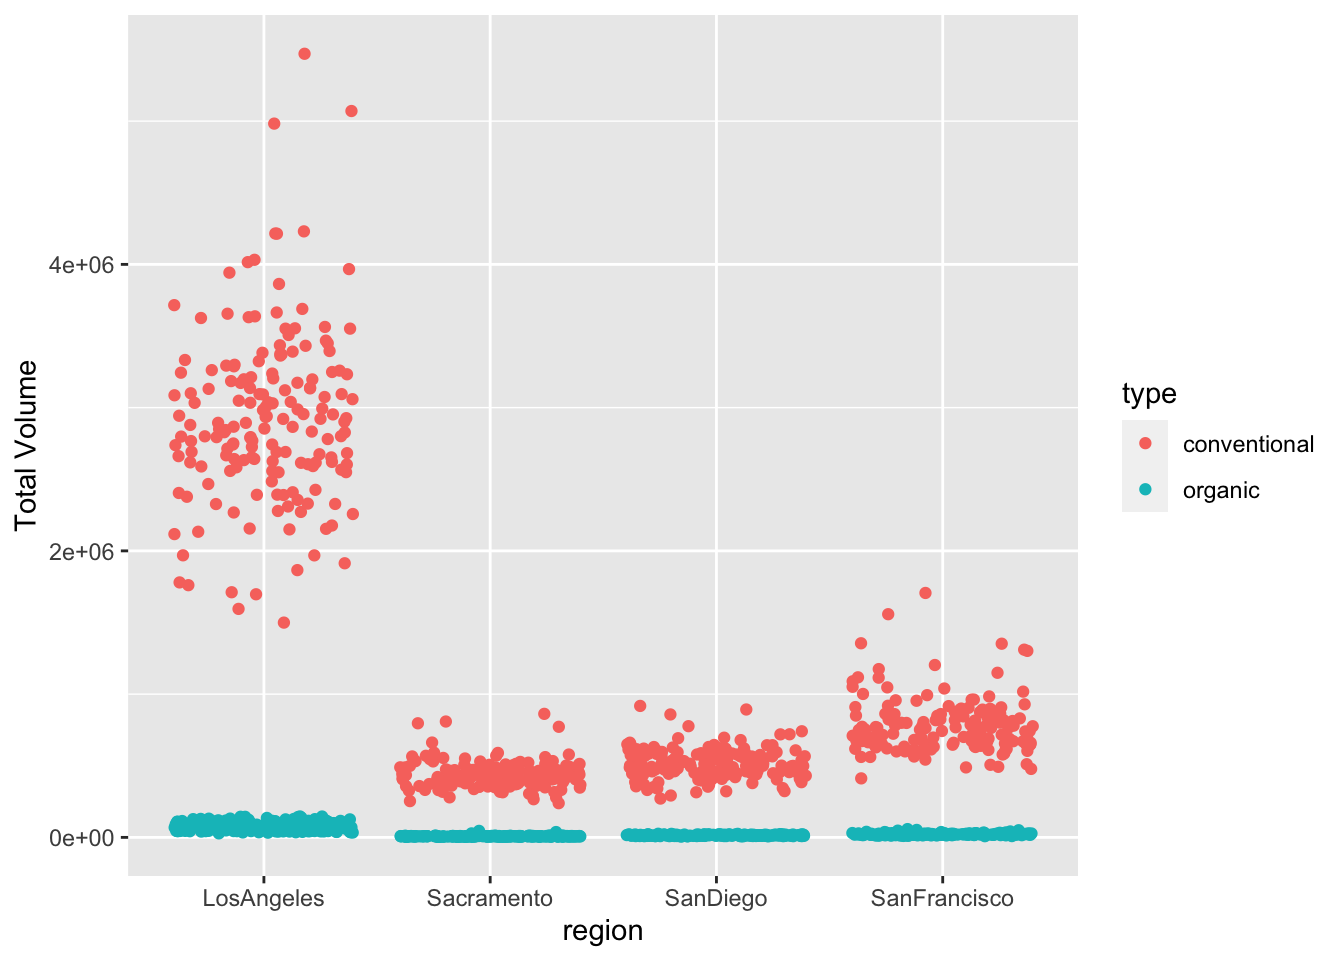 Total Volume
4e+06
2e+06
0e+00
LosAngeles
Sacramento
SanDiego
SanFrancisco
region
type
conventional
organic